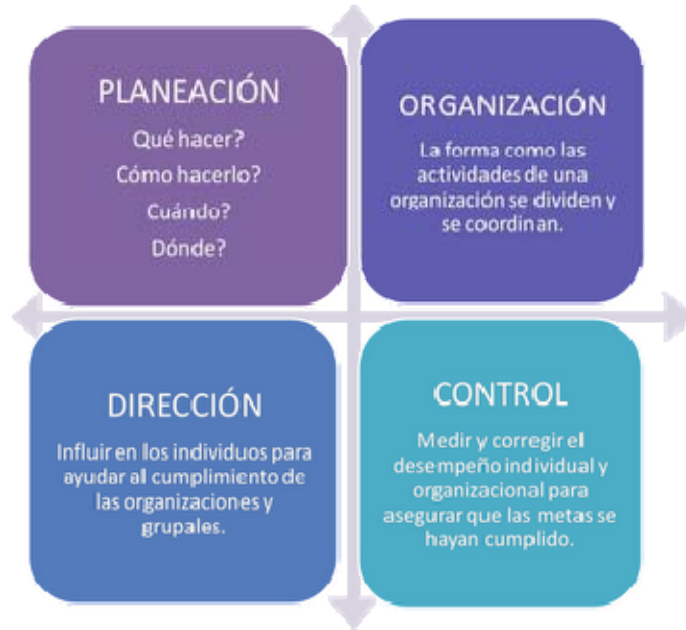 PLANEACIÓN
Qué hacer?
Cómo hacerlo?
Cuándo?
Dónde?
ORGANIZACIÓN
La forma como las
actividades de una
organización se dividen y
se coordinan.
DIRECCIÓN
Influir en los individuos para
ayudar al cumplimiento de
las organizaciones y
grupales.
CONTROL
Medir y corregir el
desempeño individual y
organizacional para
asegurar que las metas se
hayan cumplido.